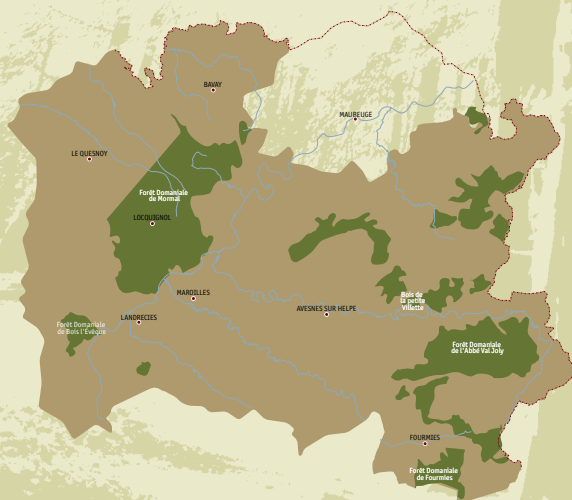 BAVAY
MAUBEUGE
LE QUESNOY
Forêt Domaniale
de Mormal
LOCQUIGNOL
MAROILLES
Bois de
la petite
Villette
AVESNES SUR HELPE
LANDRECIES
Forêt Domaniale
de Bois l'Évêque
Forêt Domaniale
de l'Abbé Val Joly
FOURMIES
Forêt Domaniale
de Fourmies